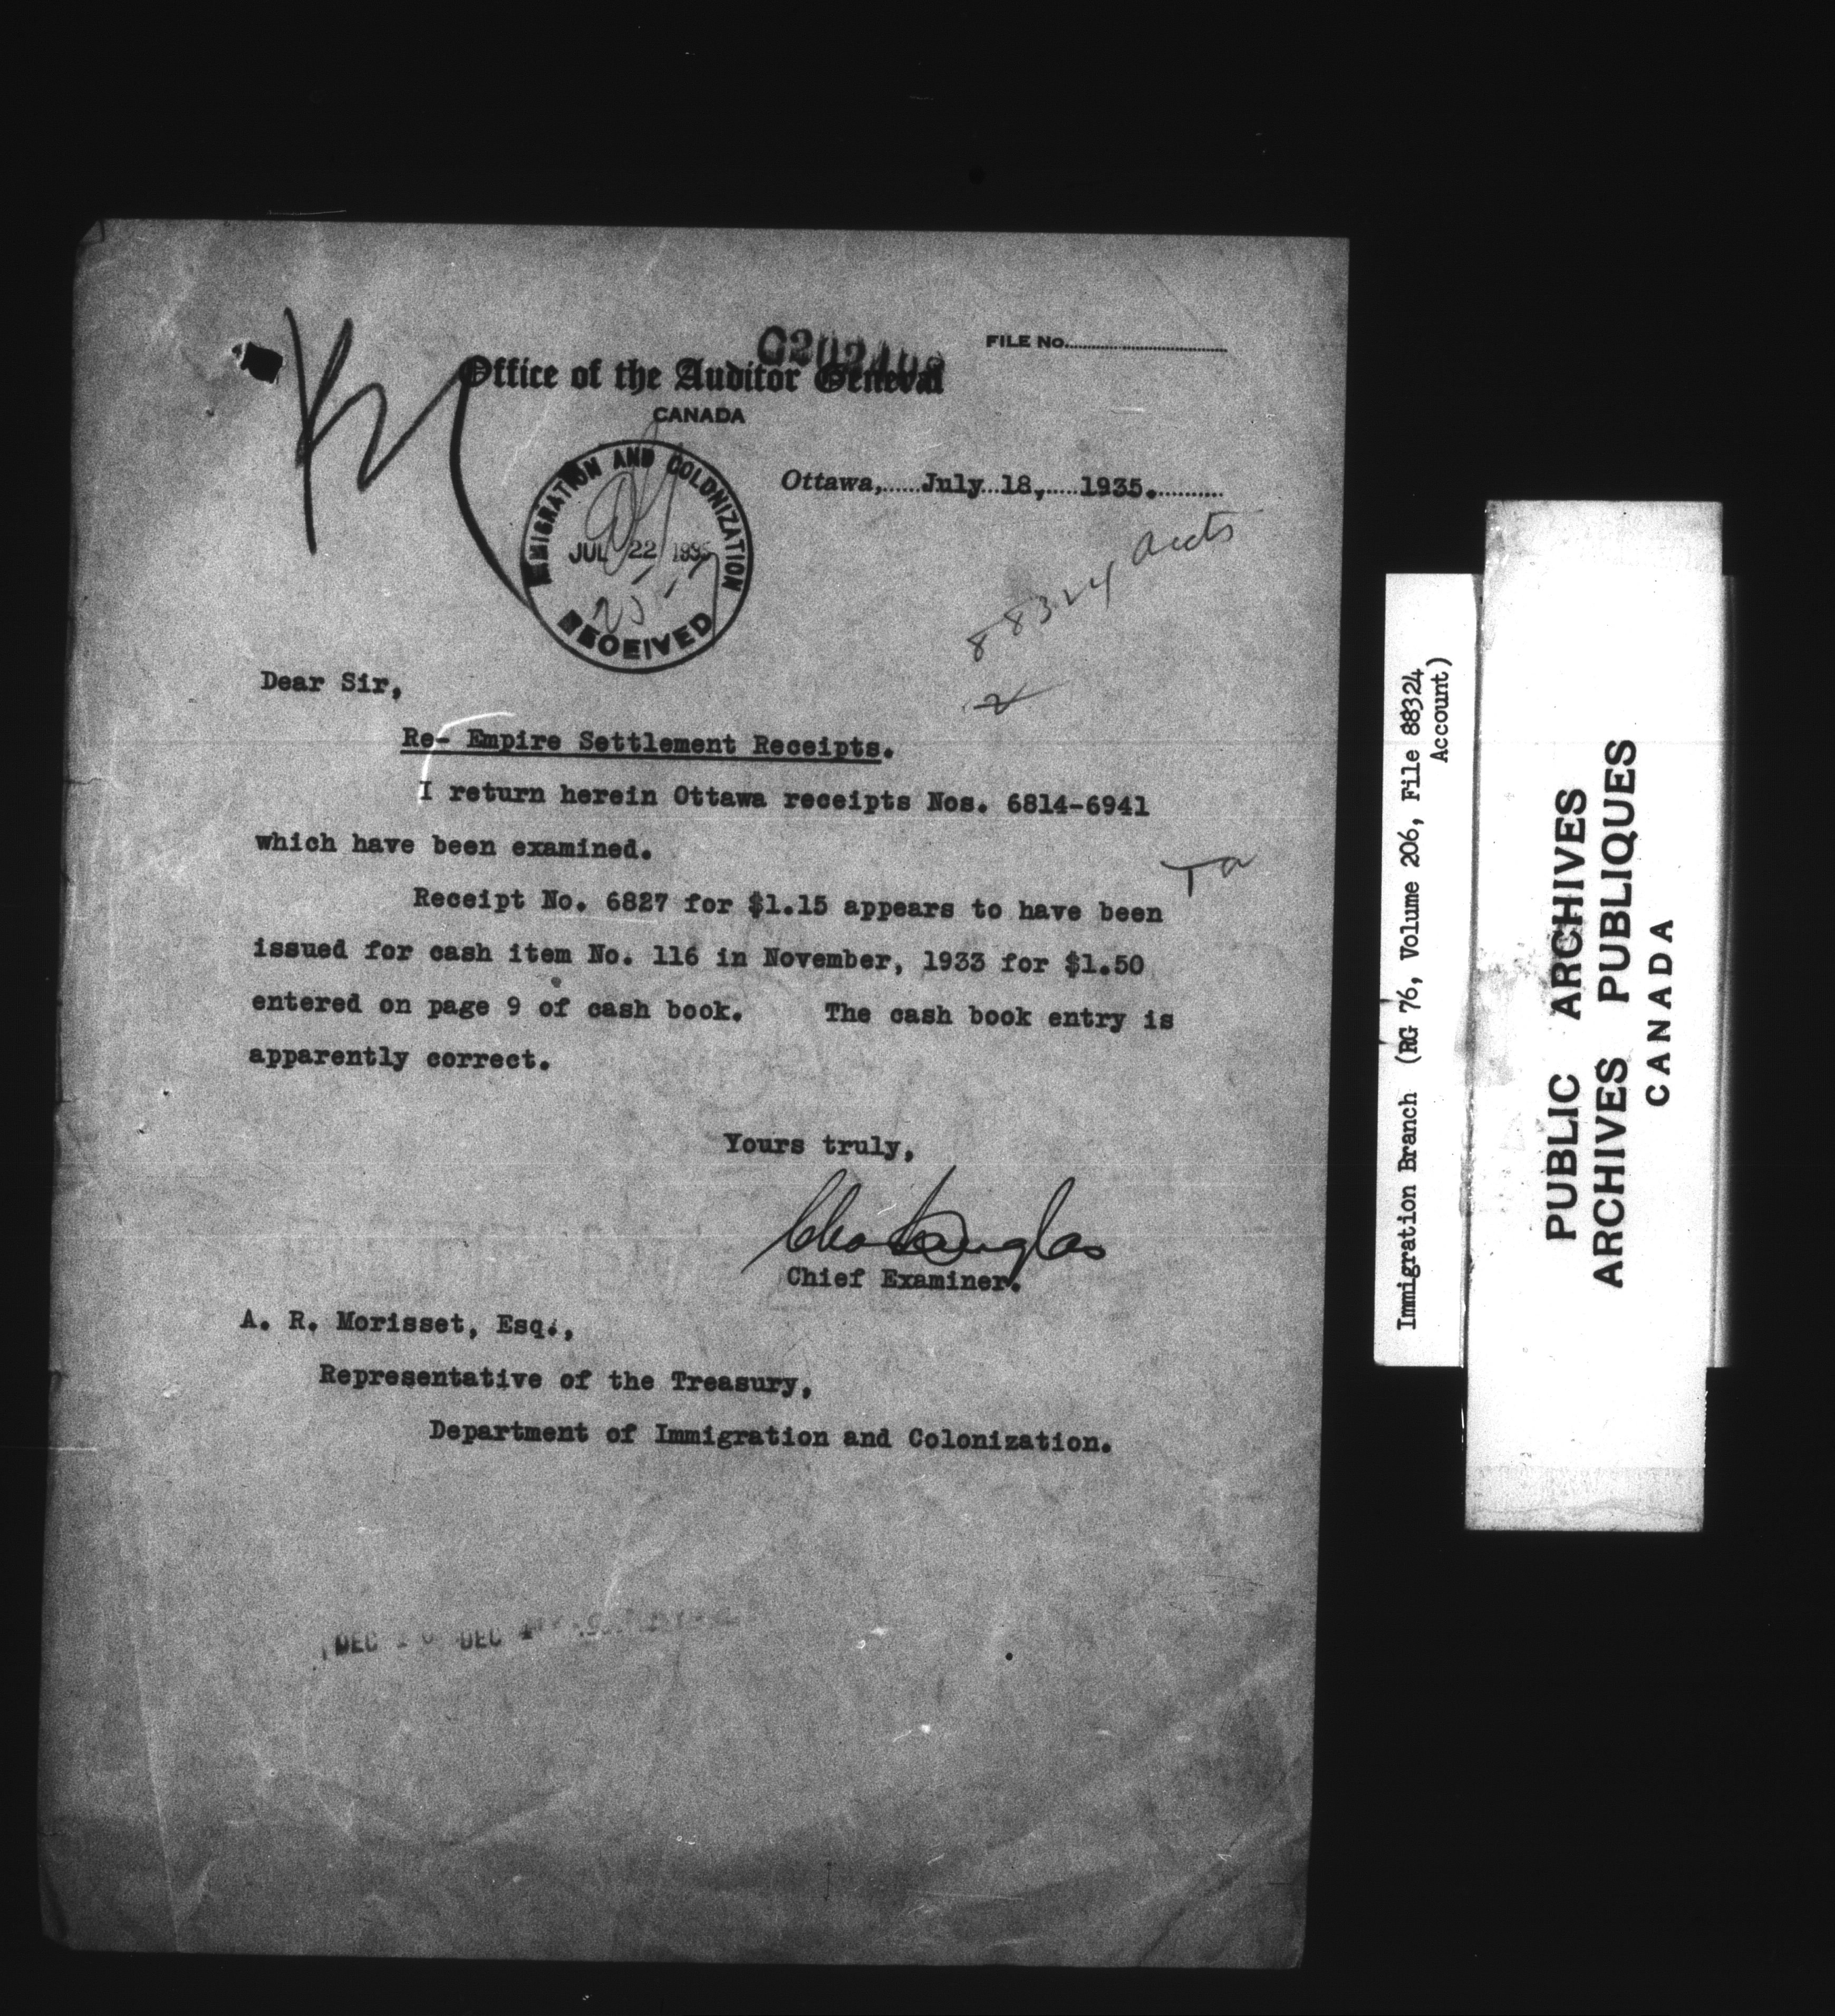 FILE No.
Office of the Auditor General
CANADA
Ottawa, July 18, 1935.
IMMIGRATION AND COLONIZATION
JUL 22 1935
RECEIVED
88324 Accts
Dear Sir,
Re- Empire Settlement Receipts.
I return herein Ottawa receipts Nos. 6814-6941
which have been examined.
Receipt No. 6827 for $1.15 appears to have been
issued for cash item No. 116 in November, 1933 for $1.50
entered on page 9 of cash book. The cash book entry is
apparently correct.
Yours truly,
Chas Douglas
Chief Examiner.
A. R. Morisset, Esq.,
Representative of the Treasury,
Department of Immigration and Colonization.
DEC DEC
Immigration Branch (RG 76, Volume 206, File 88324
Account)
PUBLIC ARCHIVES
ARCHIVES PUBLIQUES
CANADA